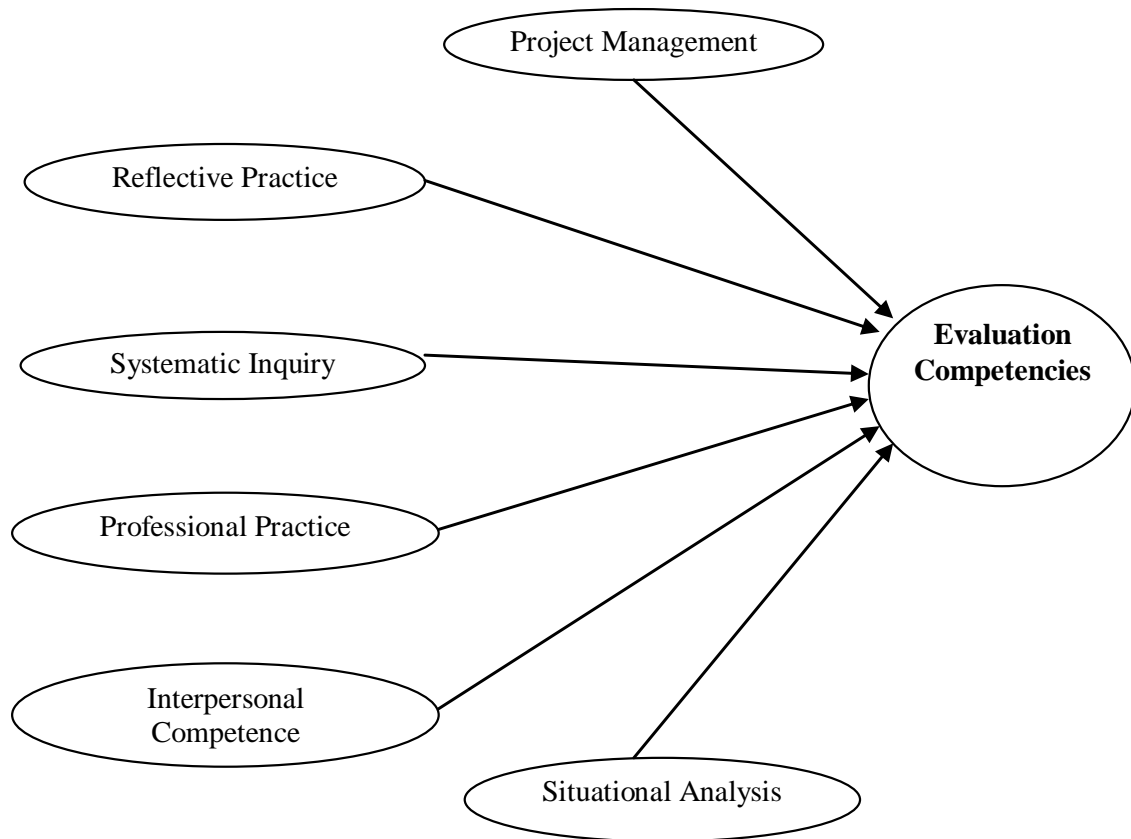 Project Management
Reflective Practice
Evaluation
Competencies
Systematic Inquiry
Professional Practice
Interpersonal
Competence
Situational Analysis